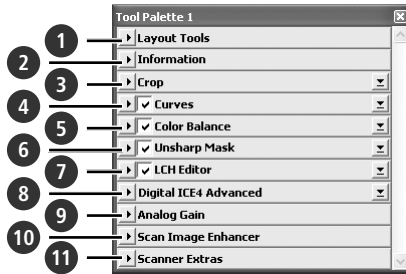 Tool Palette 1
1 Layout Tools
2 Information
3 Crop
4 Curves
5 Color Balance
6 Unsharp Mask
7 LCH Editor
8 Digital ICE4 Advanced
9 Analog Gain
10 Scan Image Enhancer
11 Scanner Extras